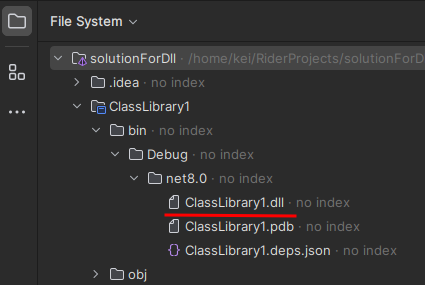 File System
solutionForDll · /home/kei/RiderProjects/solutionForD
.idea · no index
ClassLibrary1
bin · no index
Debug · no index
net8.0 · no index
ClassLibrary1.dll · no index
ClassLibrary1.pdb · no index
ClassLibrary1.deps.json · no index
obj